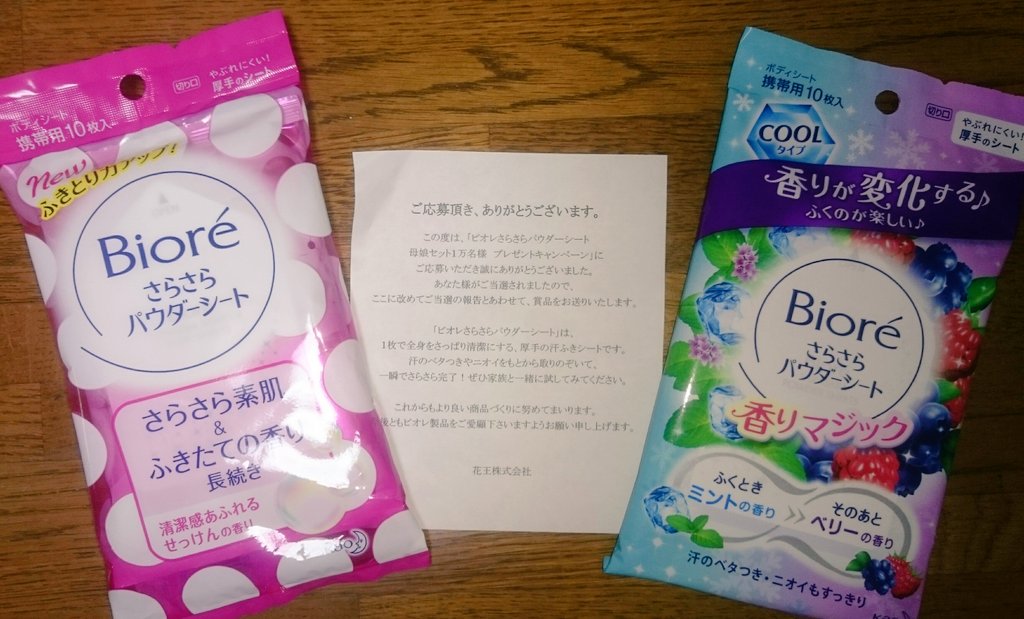 ボディシート
携帯用10枚入
切り口
やぶれにくい!
厚手のシート
New
ふきとり力アップ!
OPEN
Bioré
さらさら
パウダーシート
さらさら素肌
&
ふきたての香り
長続き
清潔感あふれる
せっけんの香り
ご応募頂き、ありがとうございます。
この度は、「ビオレさらさらパウダーシート
母娘セット1万名様 プレゼントキャンペーン」に
ご応募いただき誠にありがとうございました。
あなた様がご当選されましたので、
ここに改めてご当選の報告とあわせて、賞品をお送りいたします。
「ビオレさらさらパウダーシート」は、
1枚で全身をさっぱり清潔にする、厚手の汗ふきシートです。
汗のベタつきやニオイをもとから取りのぞいて、
一瞬でさらさら完了!ぜひ家族と一緒に試してみてください。
これからもより良い商品づくりに努めてまいります。
後ともビオレ製品をご愛顧下さいますようお願い申し上げます。
花王株式会社
ボディシート
携帯用10枚入
切り口
やぶれにくい!
厚手のシート
COOL
タイプ
香りが変化する♪
ふくのが楽しい♪
Bioré
さらさら
パウダーシート
香りマジック
ふくとき
ミントの香り
>>
そのあと
ベリーの香り
汗のベタつき・ニオイもすっきり